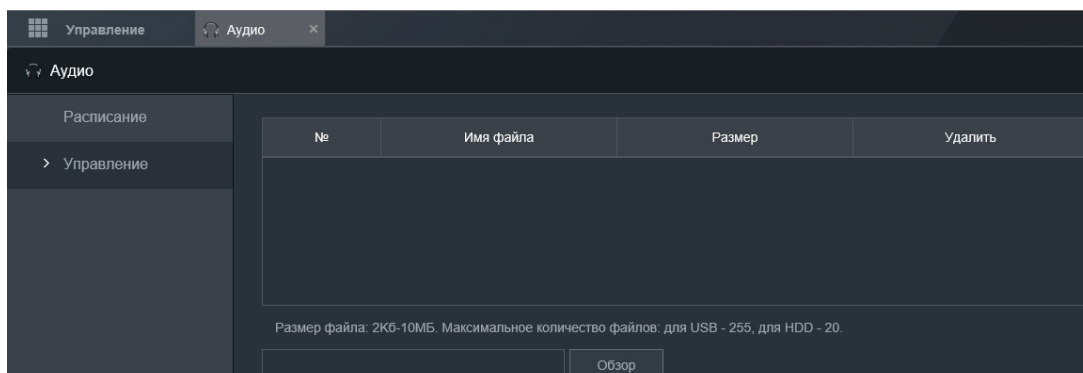 Управление Аудио ×
Аудио
Расписание
№ Имя файла Размер Удалить
> Управление
Размер файла: 2Кб-10МБ. Максимальное количество файлов: для USB - 255, для HDD - 20.
Обзор